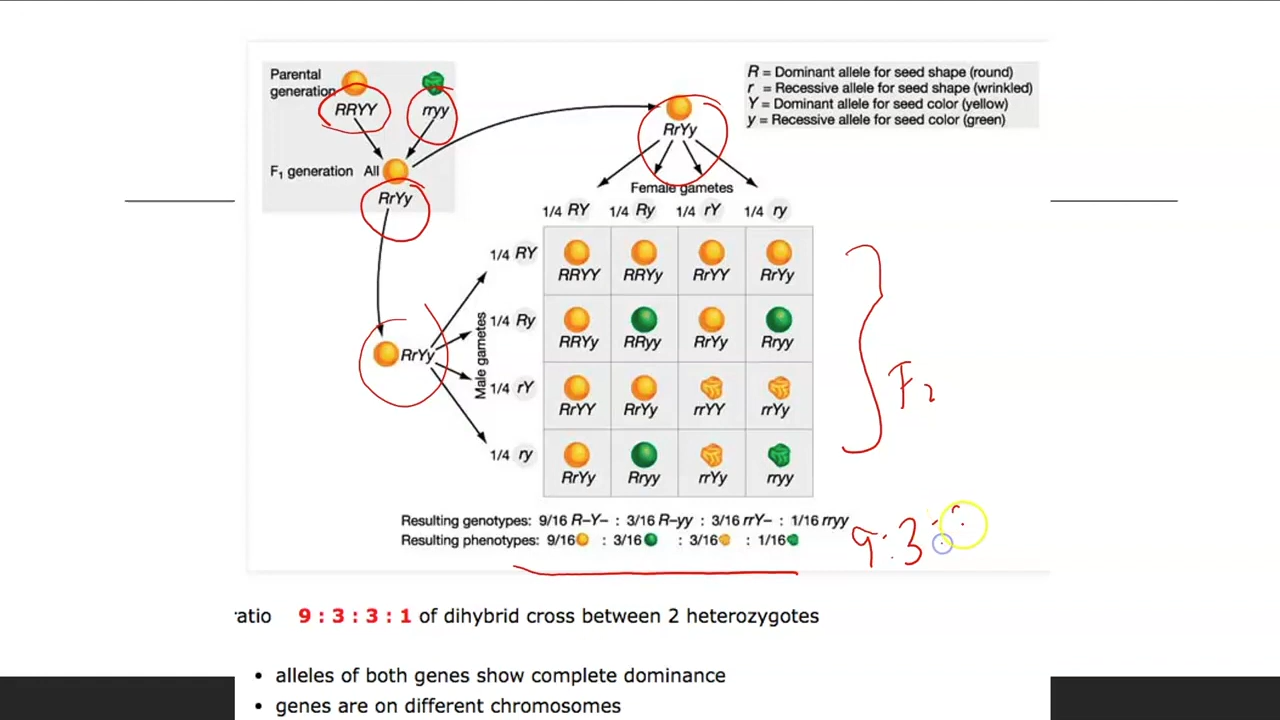 Parental
generation
RRYY
rryy
F1 generation All
RrYy
RrYy
R = Dominant allele for seed shape (round)
r = Recessive allele for seed shape (wrinkled)
Y = Dominant allele for seed color (yellow)
y = Recessive allele for seed color (green)
Female gametes
1/4 RY 1/4 Ry 1/4 rY 1/4 ry
RrYy
Male gametes
1/4 RY RRYY RRYy RrYY RrYy
1/4 Ry RRYy RRyy RrYy Rryy
1/4 rY RrYY RrYy rrYY rrYy
1/4 ry RrYy Rryy rrYy rryy
F2
Resulting genotypes: 9/16 R–Y– : 3/16 R–yy : 3/16 rrY– : 1/16 rryy
Resulting phenotypes: 9/16 : 3/16 : 3/16 : 1/16
9:3:
ratio 9 : 3 : 3 : 1 of dihybrid cross between 2 heterozygotes
• alleles of both genes show complete dominance
• genes are on different chromosomes